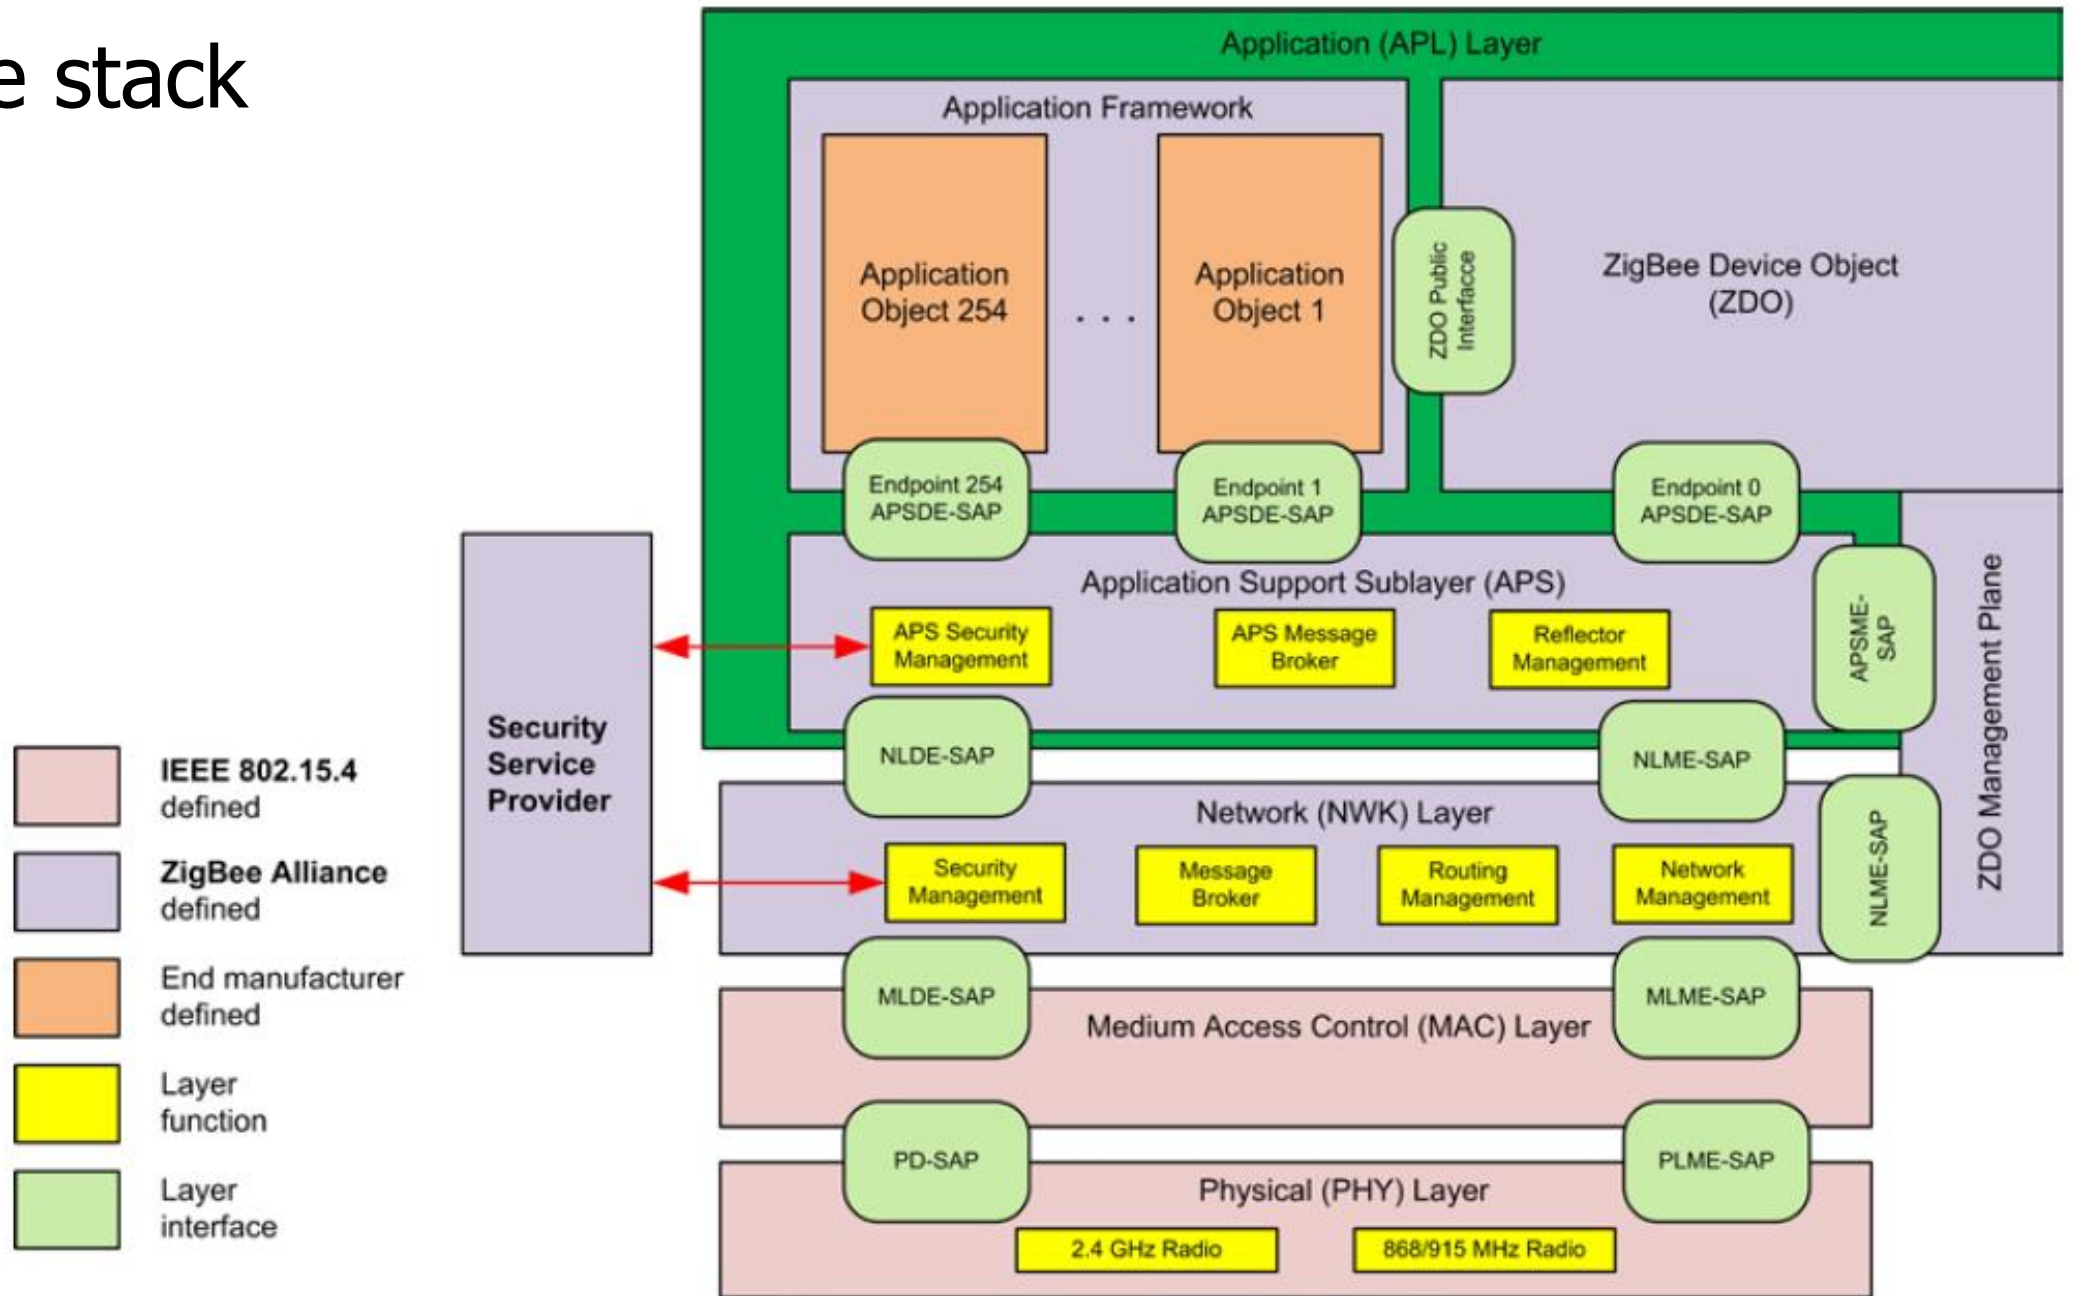 e stack
Application (APL) Layer
Application Framework
Application
Object 254
. . .
Application
Object 1
ZDO Public
Interfacce
ZigBee Device Object
(ZDO)
Endpoint 254
APSDE-SAP
Endpoint 1
APSDE-SAP
Endpoint 0
APSDE-SAP
Application Support Sublayer (APS)
APS Security
Management
APS Message
Broker
Reflector
Management
APSME-
SAP
ZDO Management Plane
Security
Service
Provider
NLDE-SAP
NLME-SAP
Network (NWK) Layer
Security
Management
Message
Broker
Routing
Management
Network
Management
NLME-SAP
MLDE-SAP
MLME-SAP
Medium Access Control (MAC) Layer
PD-SAP
PLME-SAP
Physical (PHY) Layer
2.4 GHz Radio
868/915 MHz Radio
IEEE 802.15.4
defined
ZigBee Alliance
defined
End manufacturer
defined
Layer
function
Layer
interface